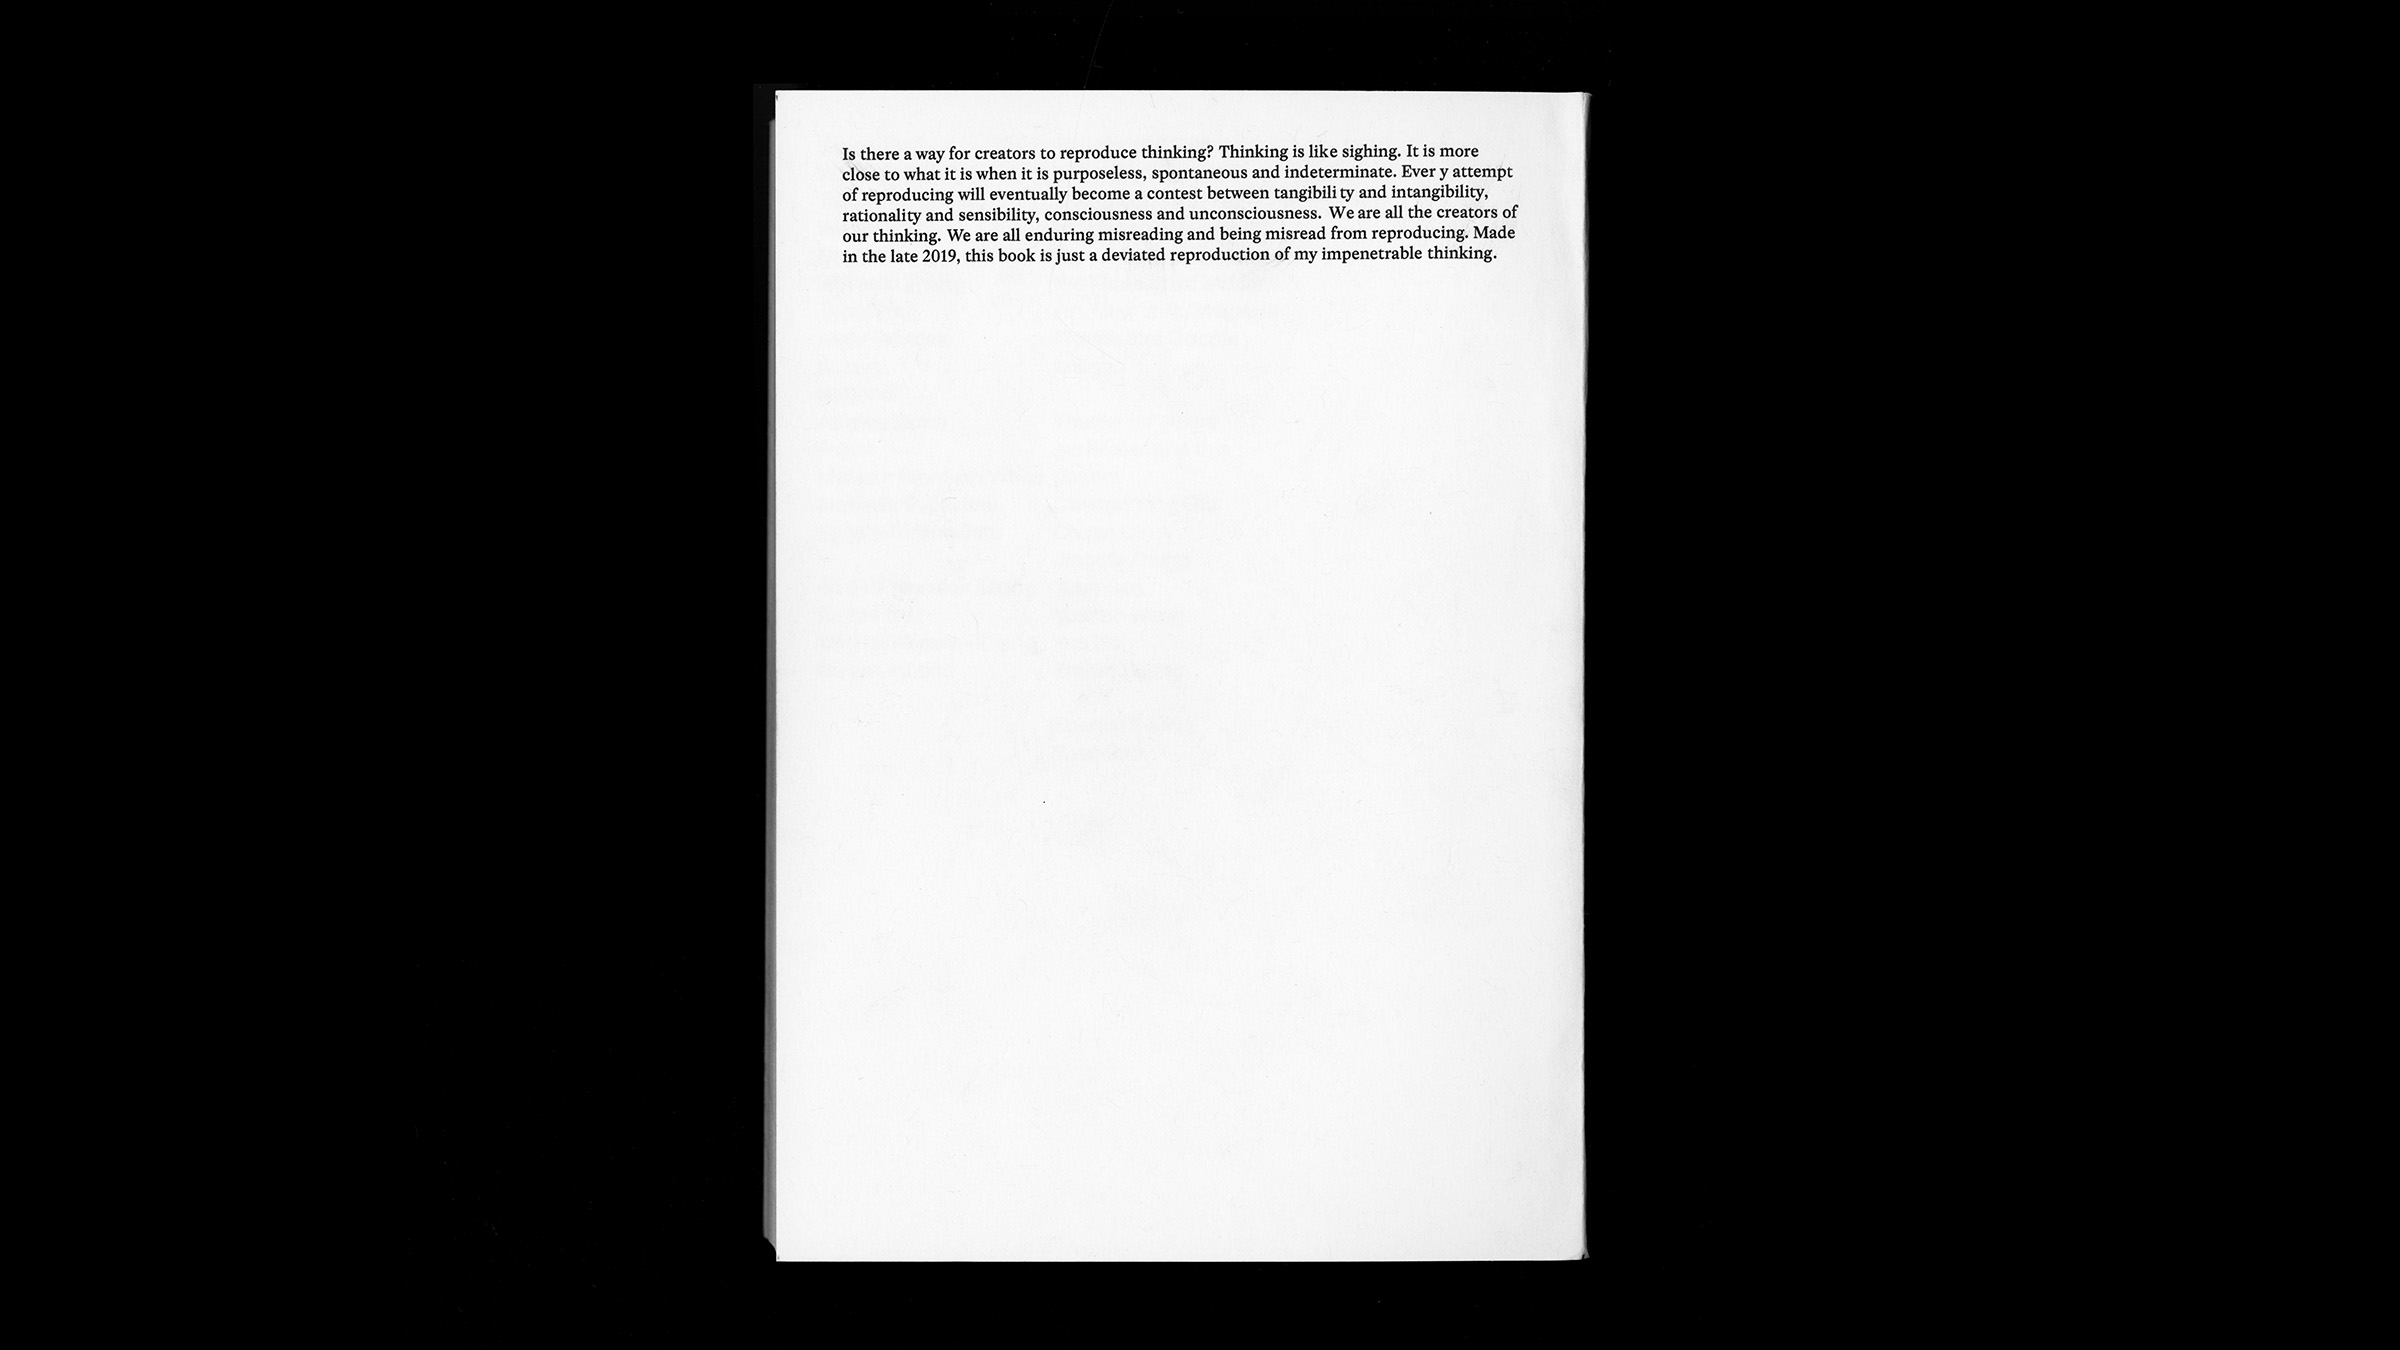 Is there a way for creators to reproduce thinking? Thinking is like sighing. It is more
close to what it is when it is purposeless, spontaneous and indeterminate. Ever y attempt
of reproducing will eventually become a contest between tangibili ty and intangibility,
rationality and sensibility, consciousness and unconsciousness. We are all the creators of
our thinking. We are all enduring misreading and being misread from reproducing. Made
in the late 2019, this book is just a deviated reproduction of my impenetrable thinking.